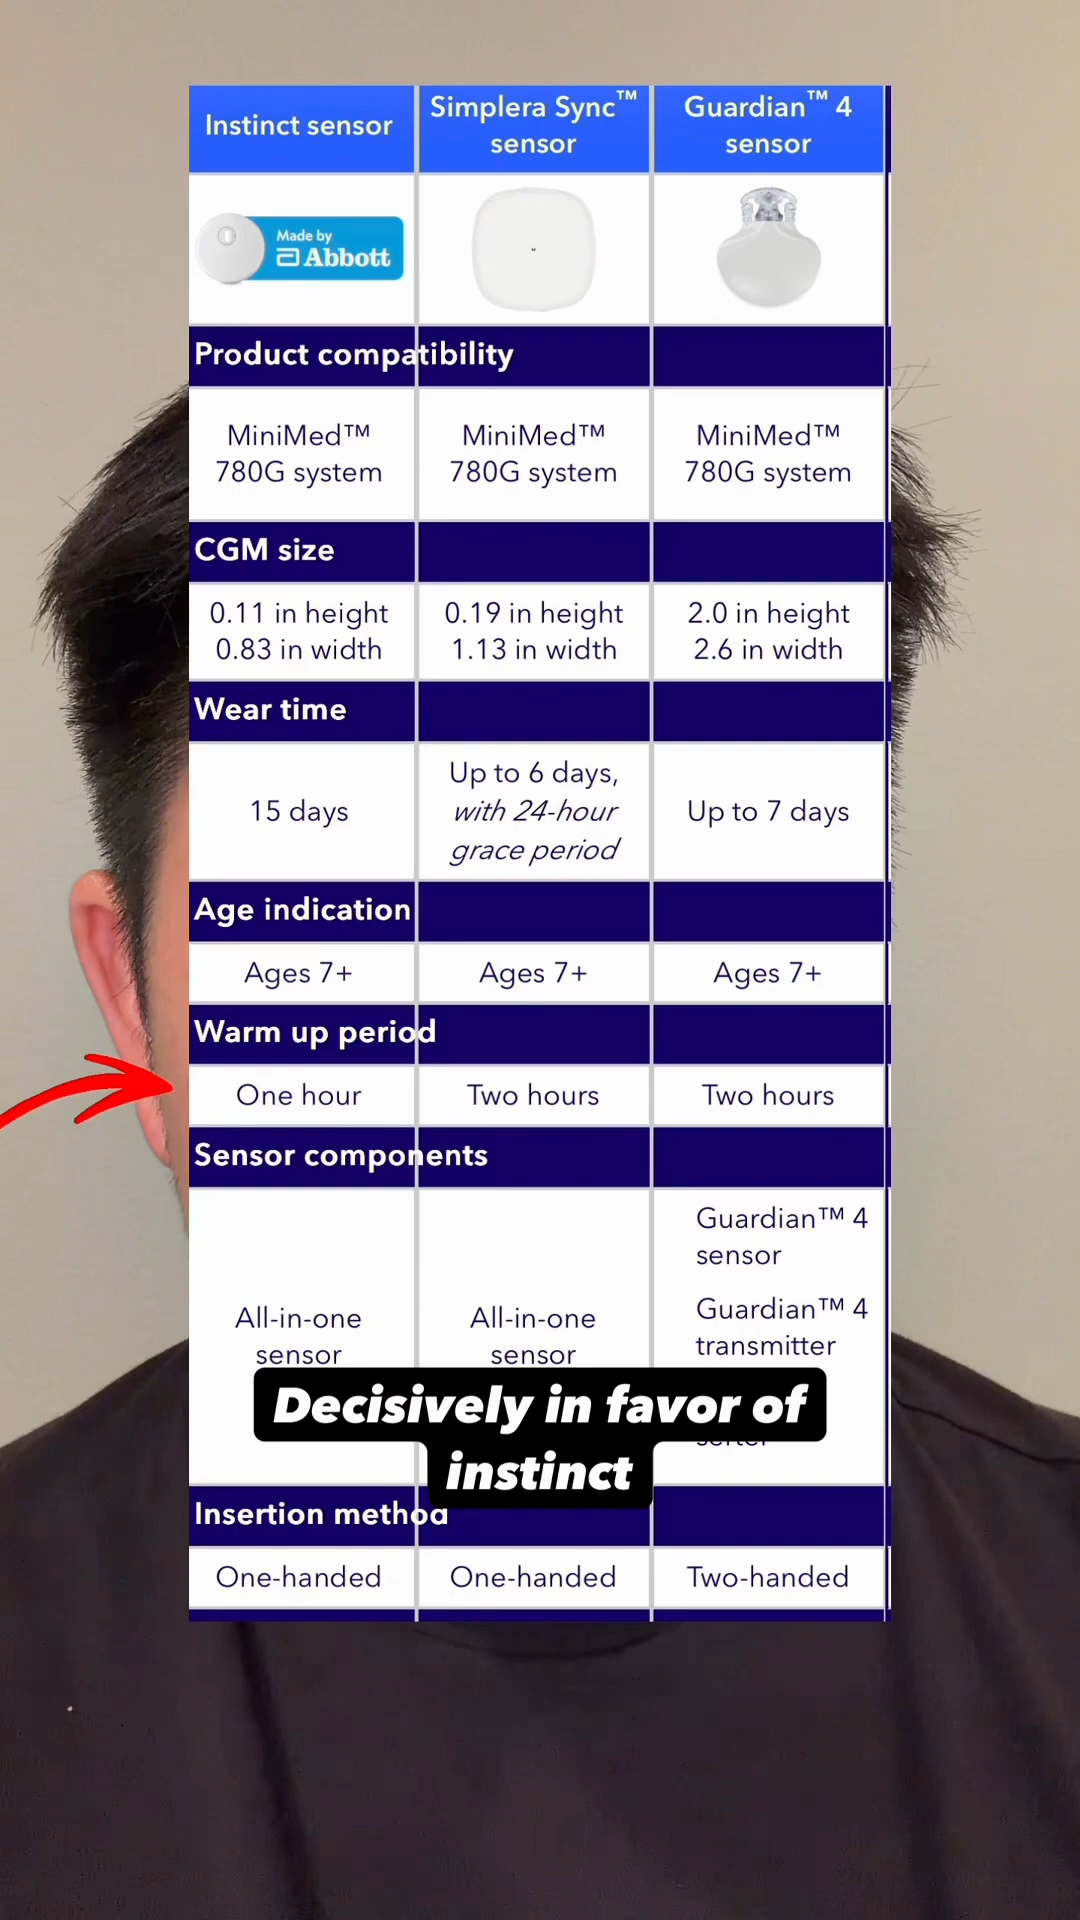 Instinct sensor
Simplera Sync™
sensor
Guardian™ 4
sensor
Made by
Abbott
Product compatibility
MiniMed™
780G system
MiniMed™
780G system
MiniMed™
780G system
CGM size
0.11 in height
0.83 in width
0.19 in height
1.13 in width
2.0 in height
2.6 in width
Wear time
15 days
Up to 6 days,
with 24-hour
grace period
Up to 7 days
Age indication
Ages 7+
Ages 7+
Ages 7+
Warm up period
One hour
Two hours
Two hours
Sensor components
All-in-one
sensor
All-in-one
sensor
Guardian™ 4
sensor
Guardian™ 4
transmitter
Decisively in favor of
instinct
Insertion method
One-handed
One-handed
Two-handed